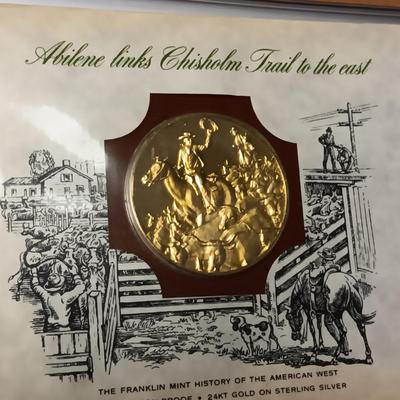 Abilene links Chisholm Trail to the east
THE FRANKLIN MINT HISTORY OF THE AMERICAN WEST
PROOF • 24KT GOLD ON STERLING SILVER